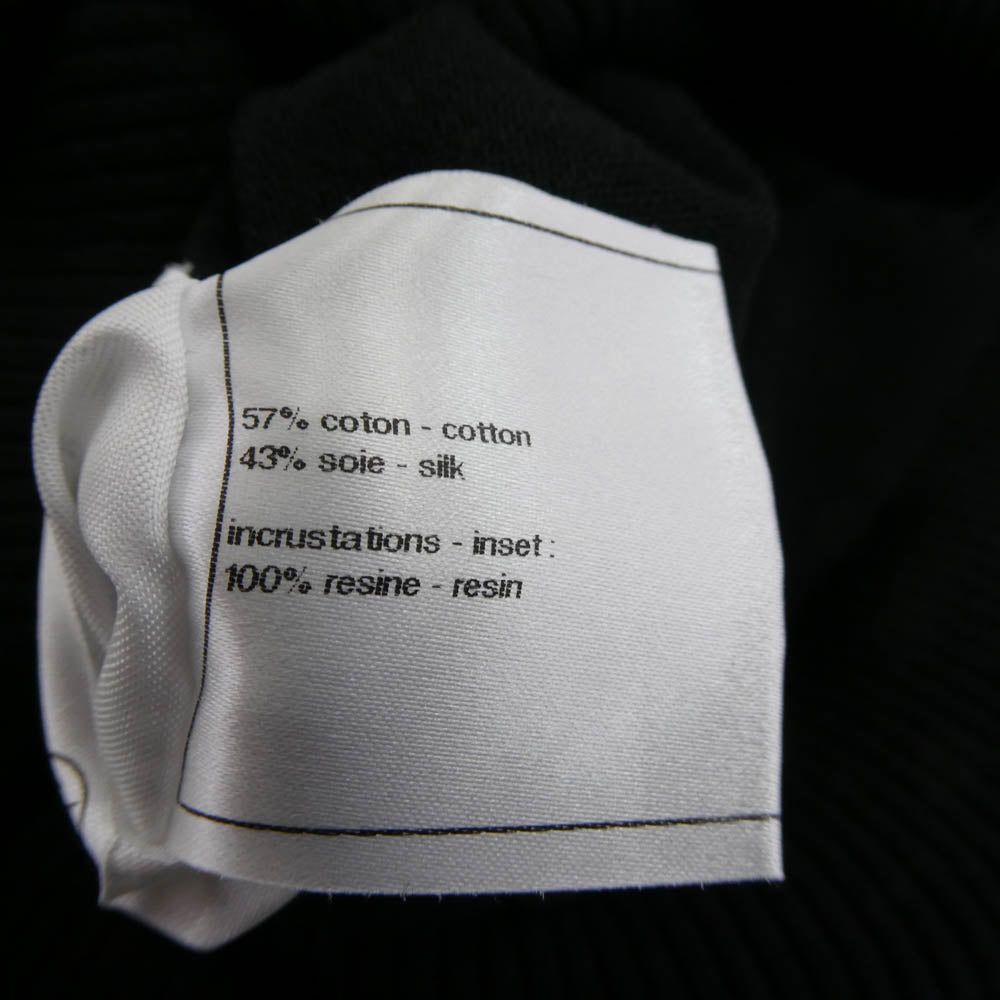 57% coton - cotton
43% soie - silk
incrustations - inset :
100% resine - resin